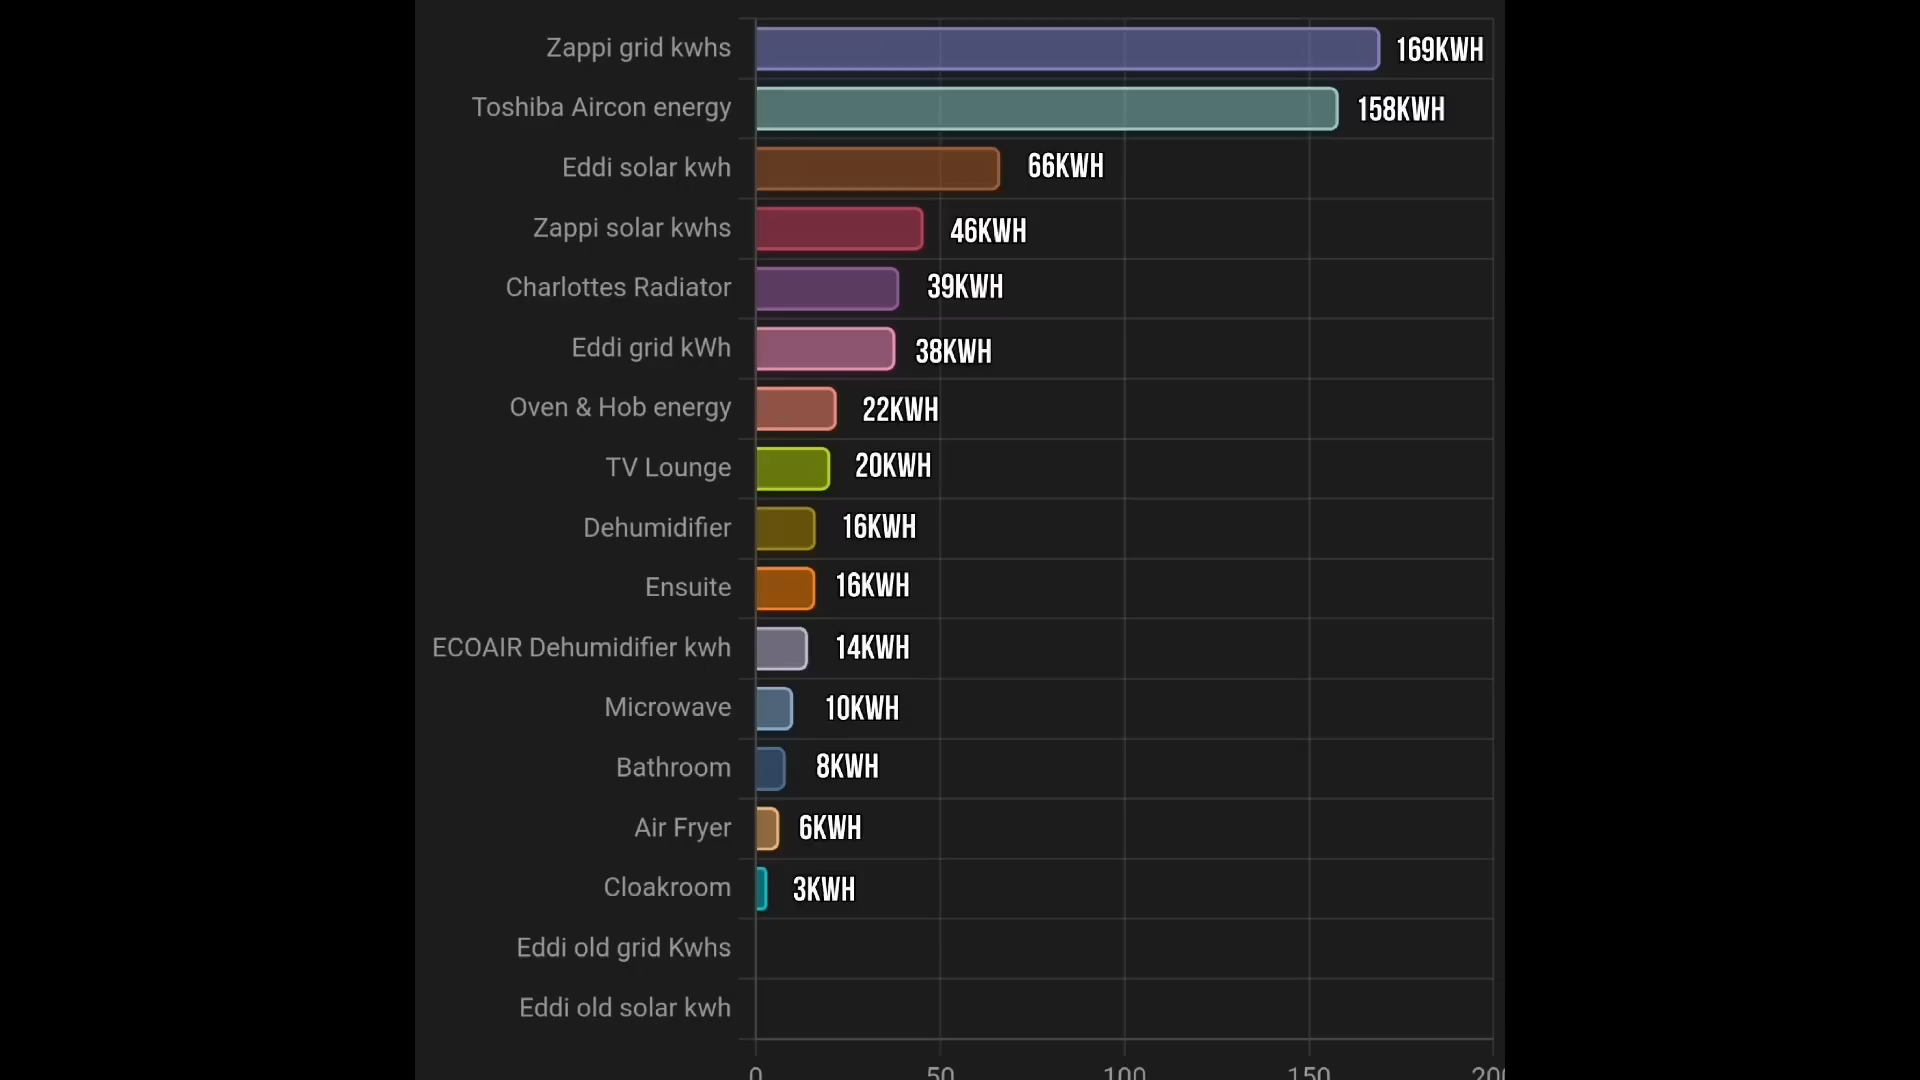 Zappi grid kwhs 169KWH
Toshiba Aircon energy 158KWH
Eddi solar kwh 66KWH
Zappi solar kwhs 46KWH
Charlottes Radiator 39KWH
Eddi grid kWh 38KWH
Oven & Hob energy 22KWH
TV Lounge 20KWH
Dehumidifier 16KWH
Ensuite 16KWH
ECOAIR Dehumidifier kwh 14KWH
Microwave 10KWH
Bathroom 8KWH
Air Fryer 6KWH
Cloakroom 3KWH
Eddi old grid Kwhs
Eddi old solar kwh
0 50 100 150 200